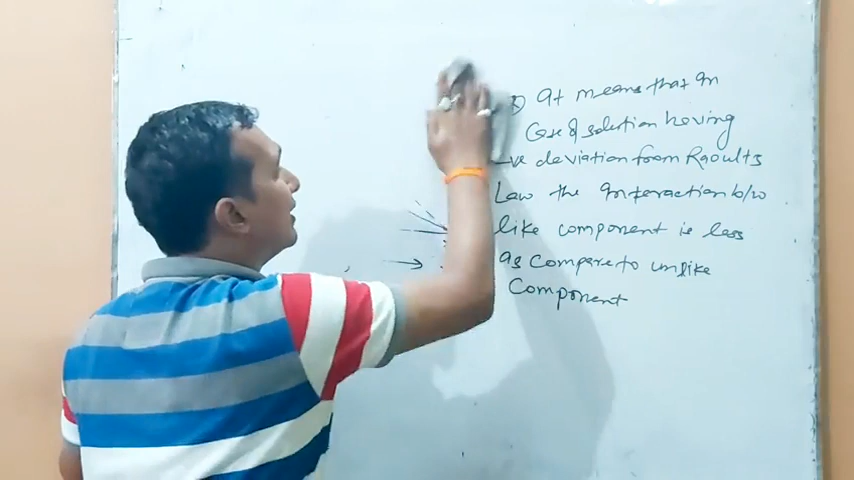 It means that In
Case of solution having
-ve deviation from Raoults
Law the Interaction b/w
like component is less
as compare to unlike
Component